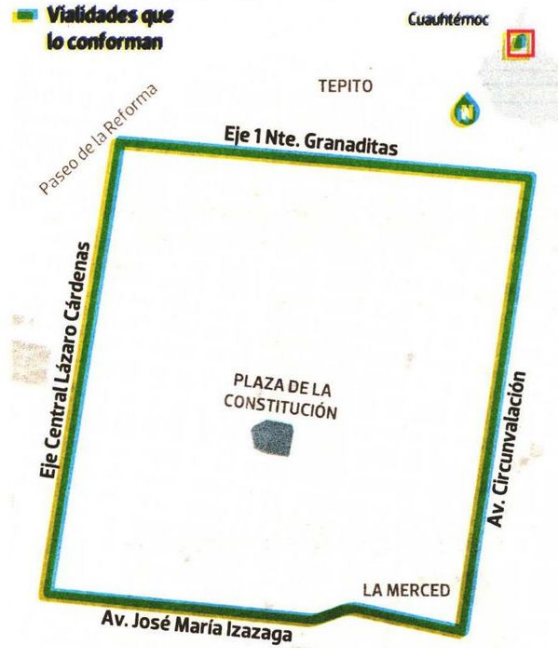 Vialidades que
lo conforman
Cuauhtémoc
TEPITO
N
Paseo de la Reforma
Eje 1 Nte. Granaditas
Eje Central Lázaro Cárdenas
PLAZA DE LA
CONSTITUCIÓN
Av. Circunvalación
LA MERCED
Av. José María Izazaga